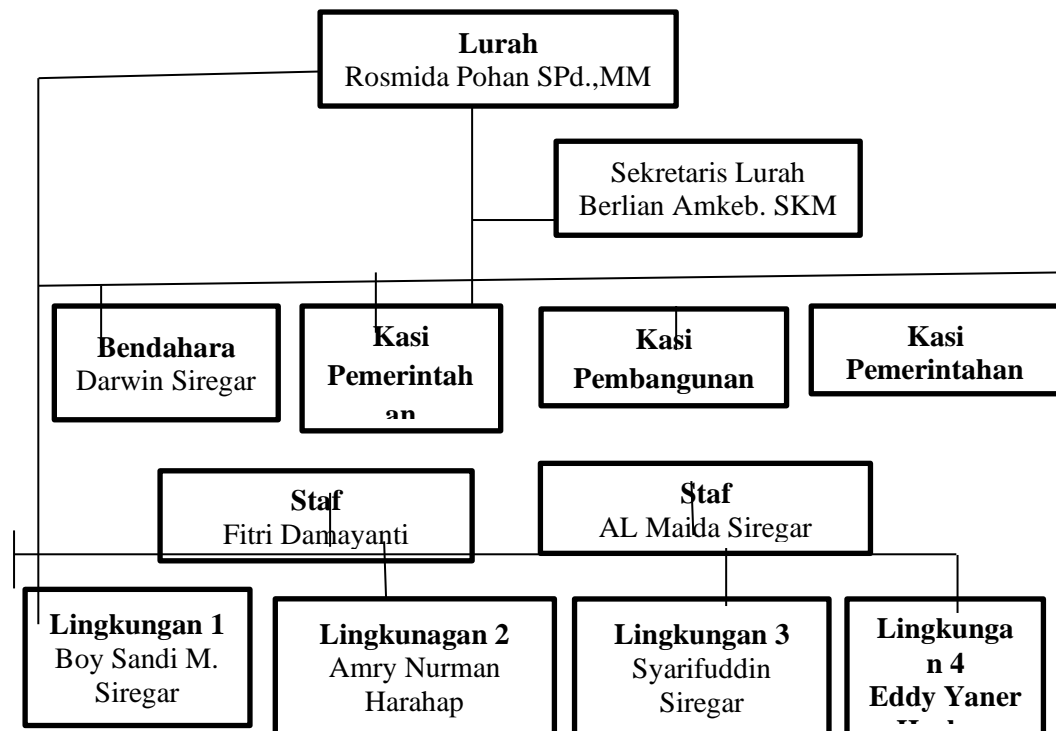 Lurah
Rosmida Pohan SPd.,MM
Sekretaris Lurah
Berlian Amkeb. SKM
Bendahara
Darwin Siregar
Kasi
Pemerintah
an
Kasi
Pembangunan
Kasi
Pemerintahan
Staf
Fitri Damayanti
Staf
AL Maida Siregar
Lingkungan 1
Boy Sandi M.
Siregar
Lingkunagan 2
Amry Nurman
Harahap
Lingkungan 3
Syarifuddin
Siregar
Lingkunga
n 4
Eddy Yaner